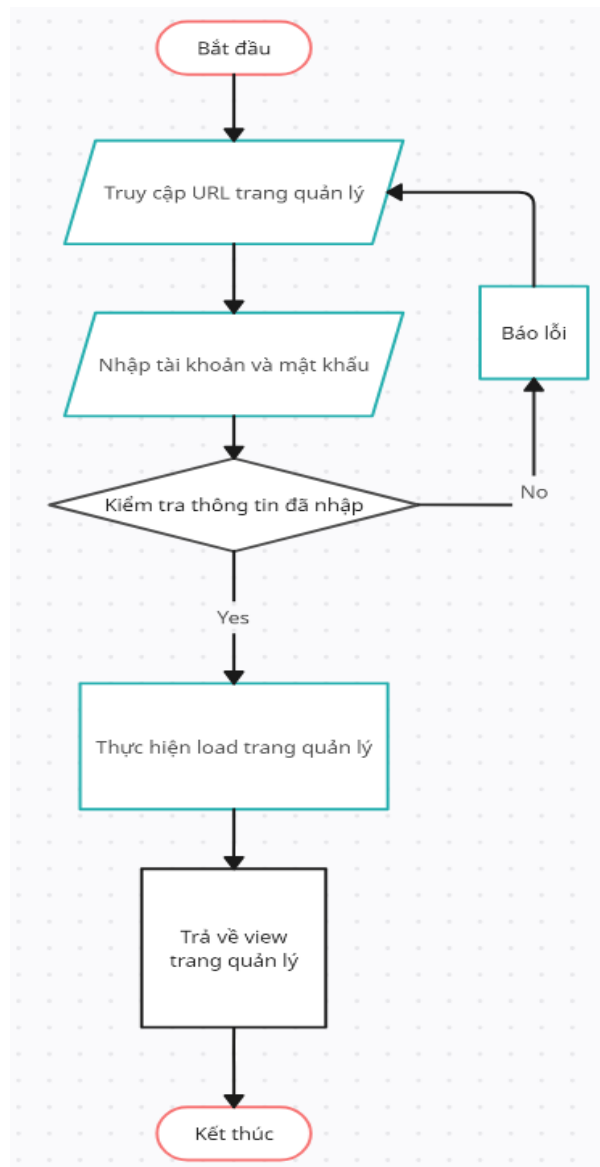 Bắt đầu
Truy cập URL trang quản lý
Nhập tài khoản và mật khẩu
Báo lỗi
Kiểm tra thông tin đã nhập
No
Yes
Thực hiện load trang quản lý
Trả về view
trang quản lý
Kết thúc